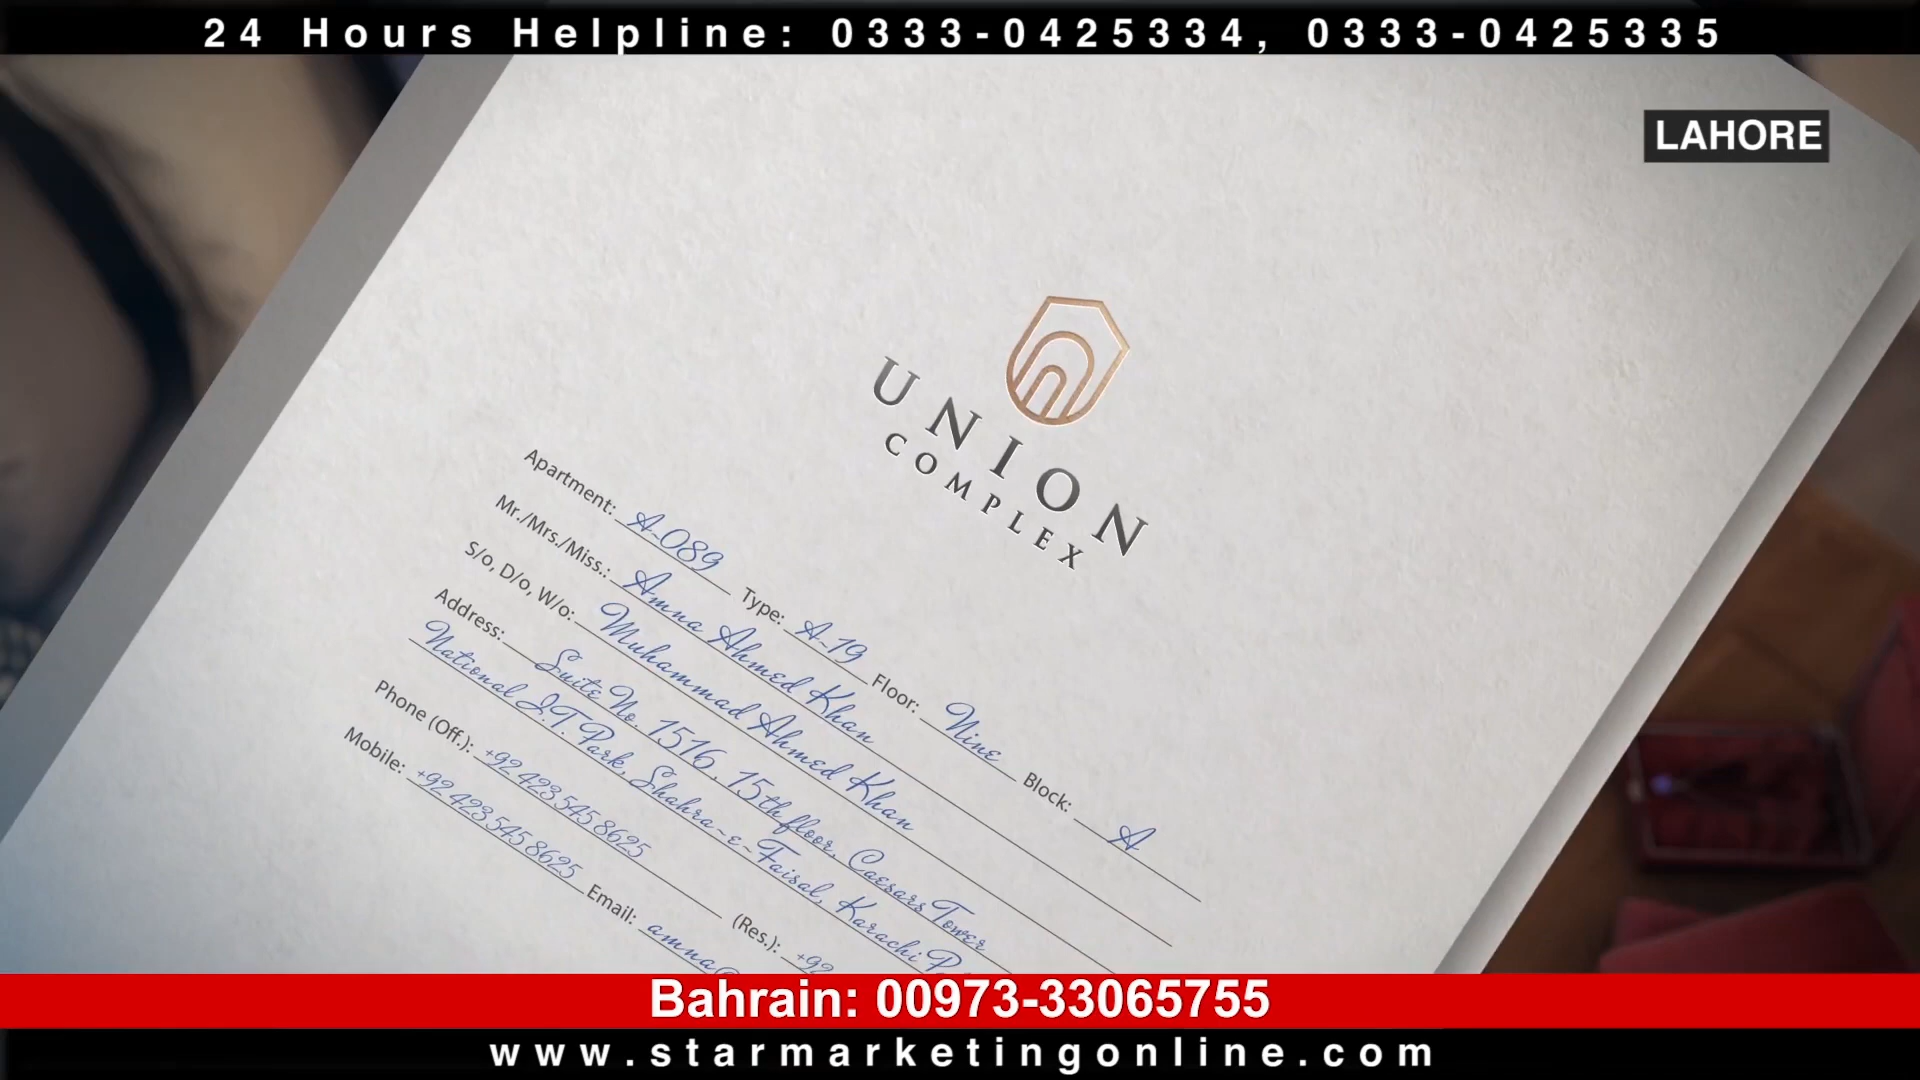 24 Hours Helpline: 0333-0425334, 0333-0425335
LAHORE
UNION
COMPLEX
Apartment: A-089 Type: A-19 Floor: Nine Block: A
Mr./Mrs./Miss.: Amna Ahmed Khan
S/o, D/o, W/o: Muhammad Ahmed Khan
Address: Suite No. 1516, 15th floor, Caesars Tower
National I.T. Park, Shahra-e-Faisal, Karachi
Phone (Off.): +92 423 545 8625 (Res.): +92
Mobile: +92 423 545 8625 Email: amna@
Bahrain: 00973-33065755
www.starmarketingonline.com